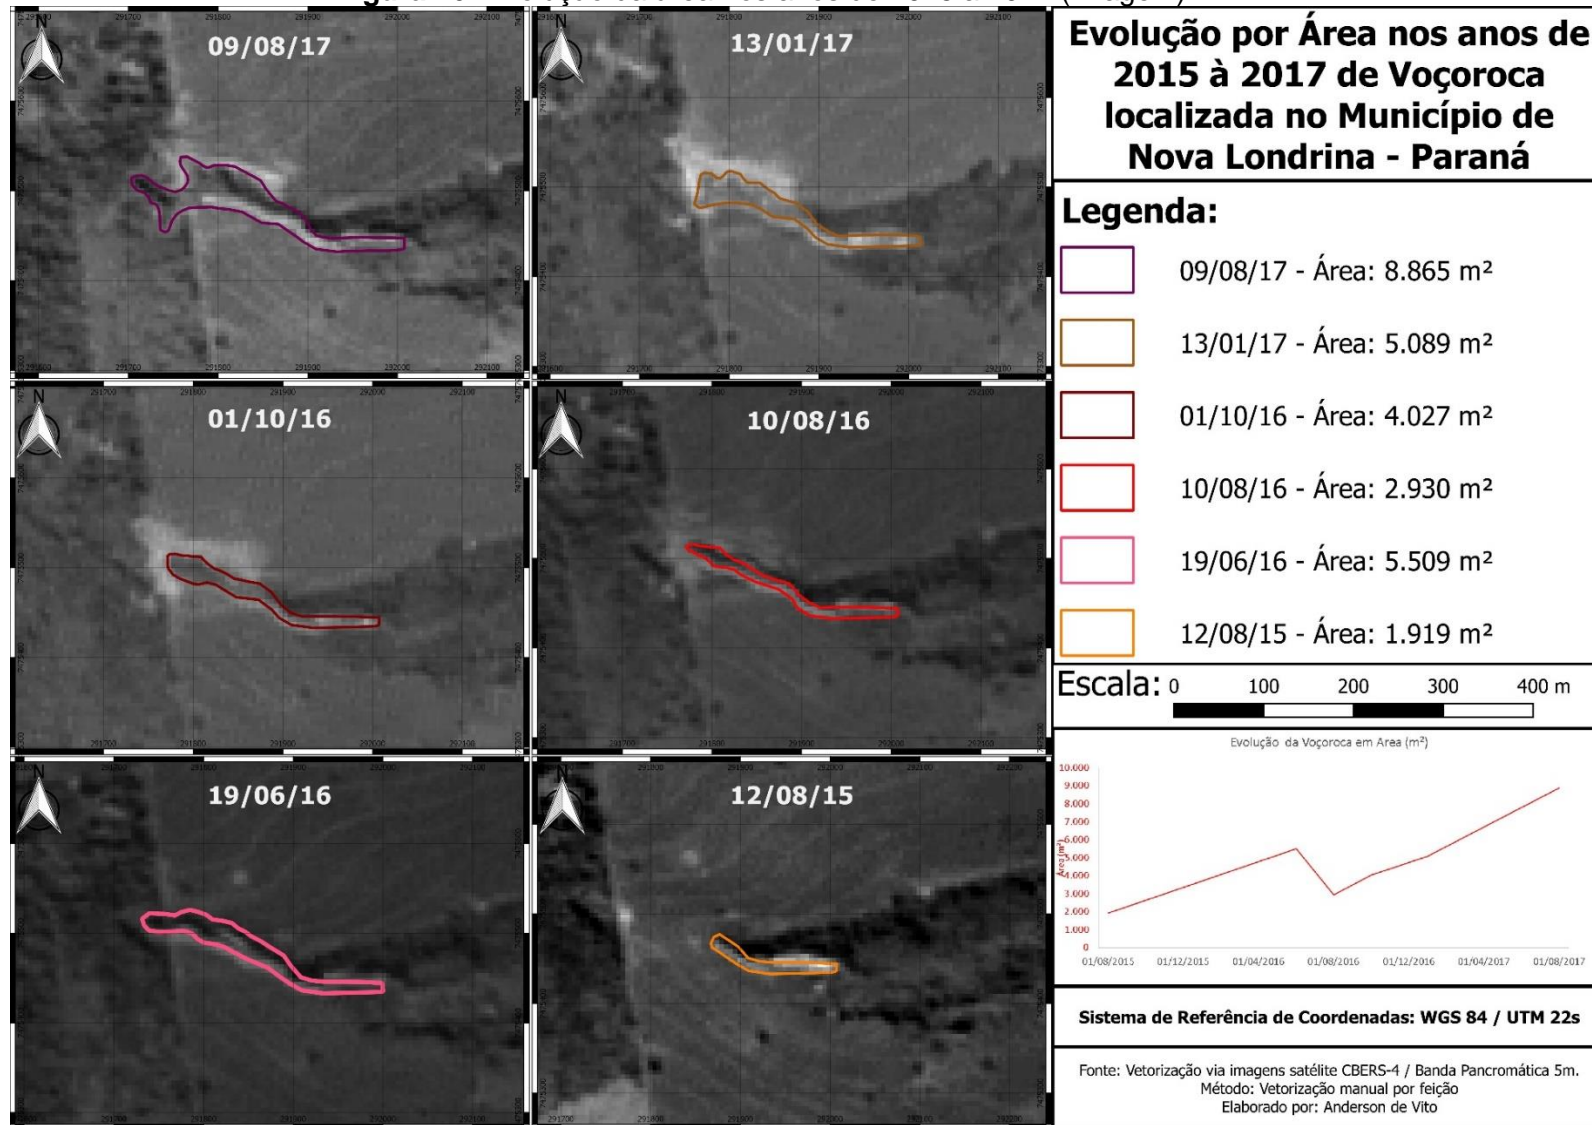 09/08/17
N
13/01/17
N
01/10/16
N
10/08/16
N
19/06/16
N
12/08/15
N
Evolução por Área nos anos de
2015 à 2017 de Voçoroca
localizada no Município de
Nova Londrina - Paraná
Legenda:
09/08/17 - Área: 8.865 m²
13/01/17 - Área: 5.089 m²
01/10/16 - Área: 4.027 m²
10/08/16 - Área: 2.930 m²
19/06/16 - Área: 5.509 m²
12/08/15 - Área: 1.919 m²
Escala: 0 100 200 300 400 m
Evolução da Voçoroca em Area (m²)
Área (m²)
10.000
9.000
8.000
7.000
6.000
5.000
4.000
3.000
2.000
1.000
0
01/08/2015 01/12/2015 01/04/2016 01/08/2016 01/12/2016 01/04/2017 01/08/2017
Sistema de Referência de Coordenadas: WGS 84 / UTM 22s
Fonte: Vetorização via imagens satélite CBERS-4 / Banda Pancromática 5m.
Método: Vetorização manual por feição
Elaborado por: Anderson de Vito